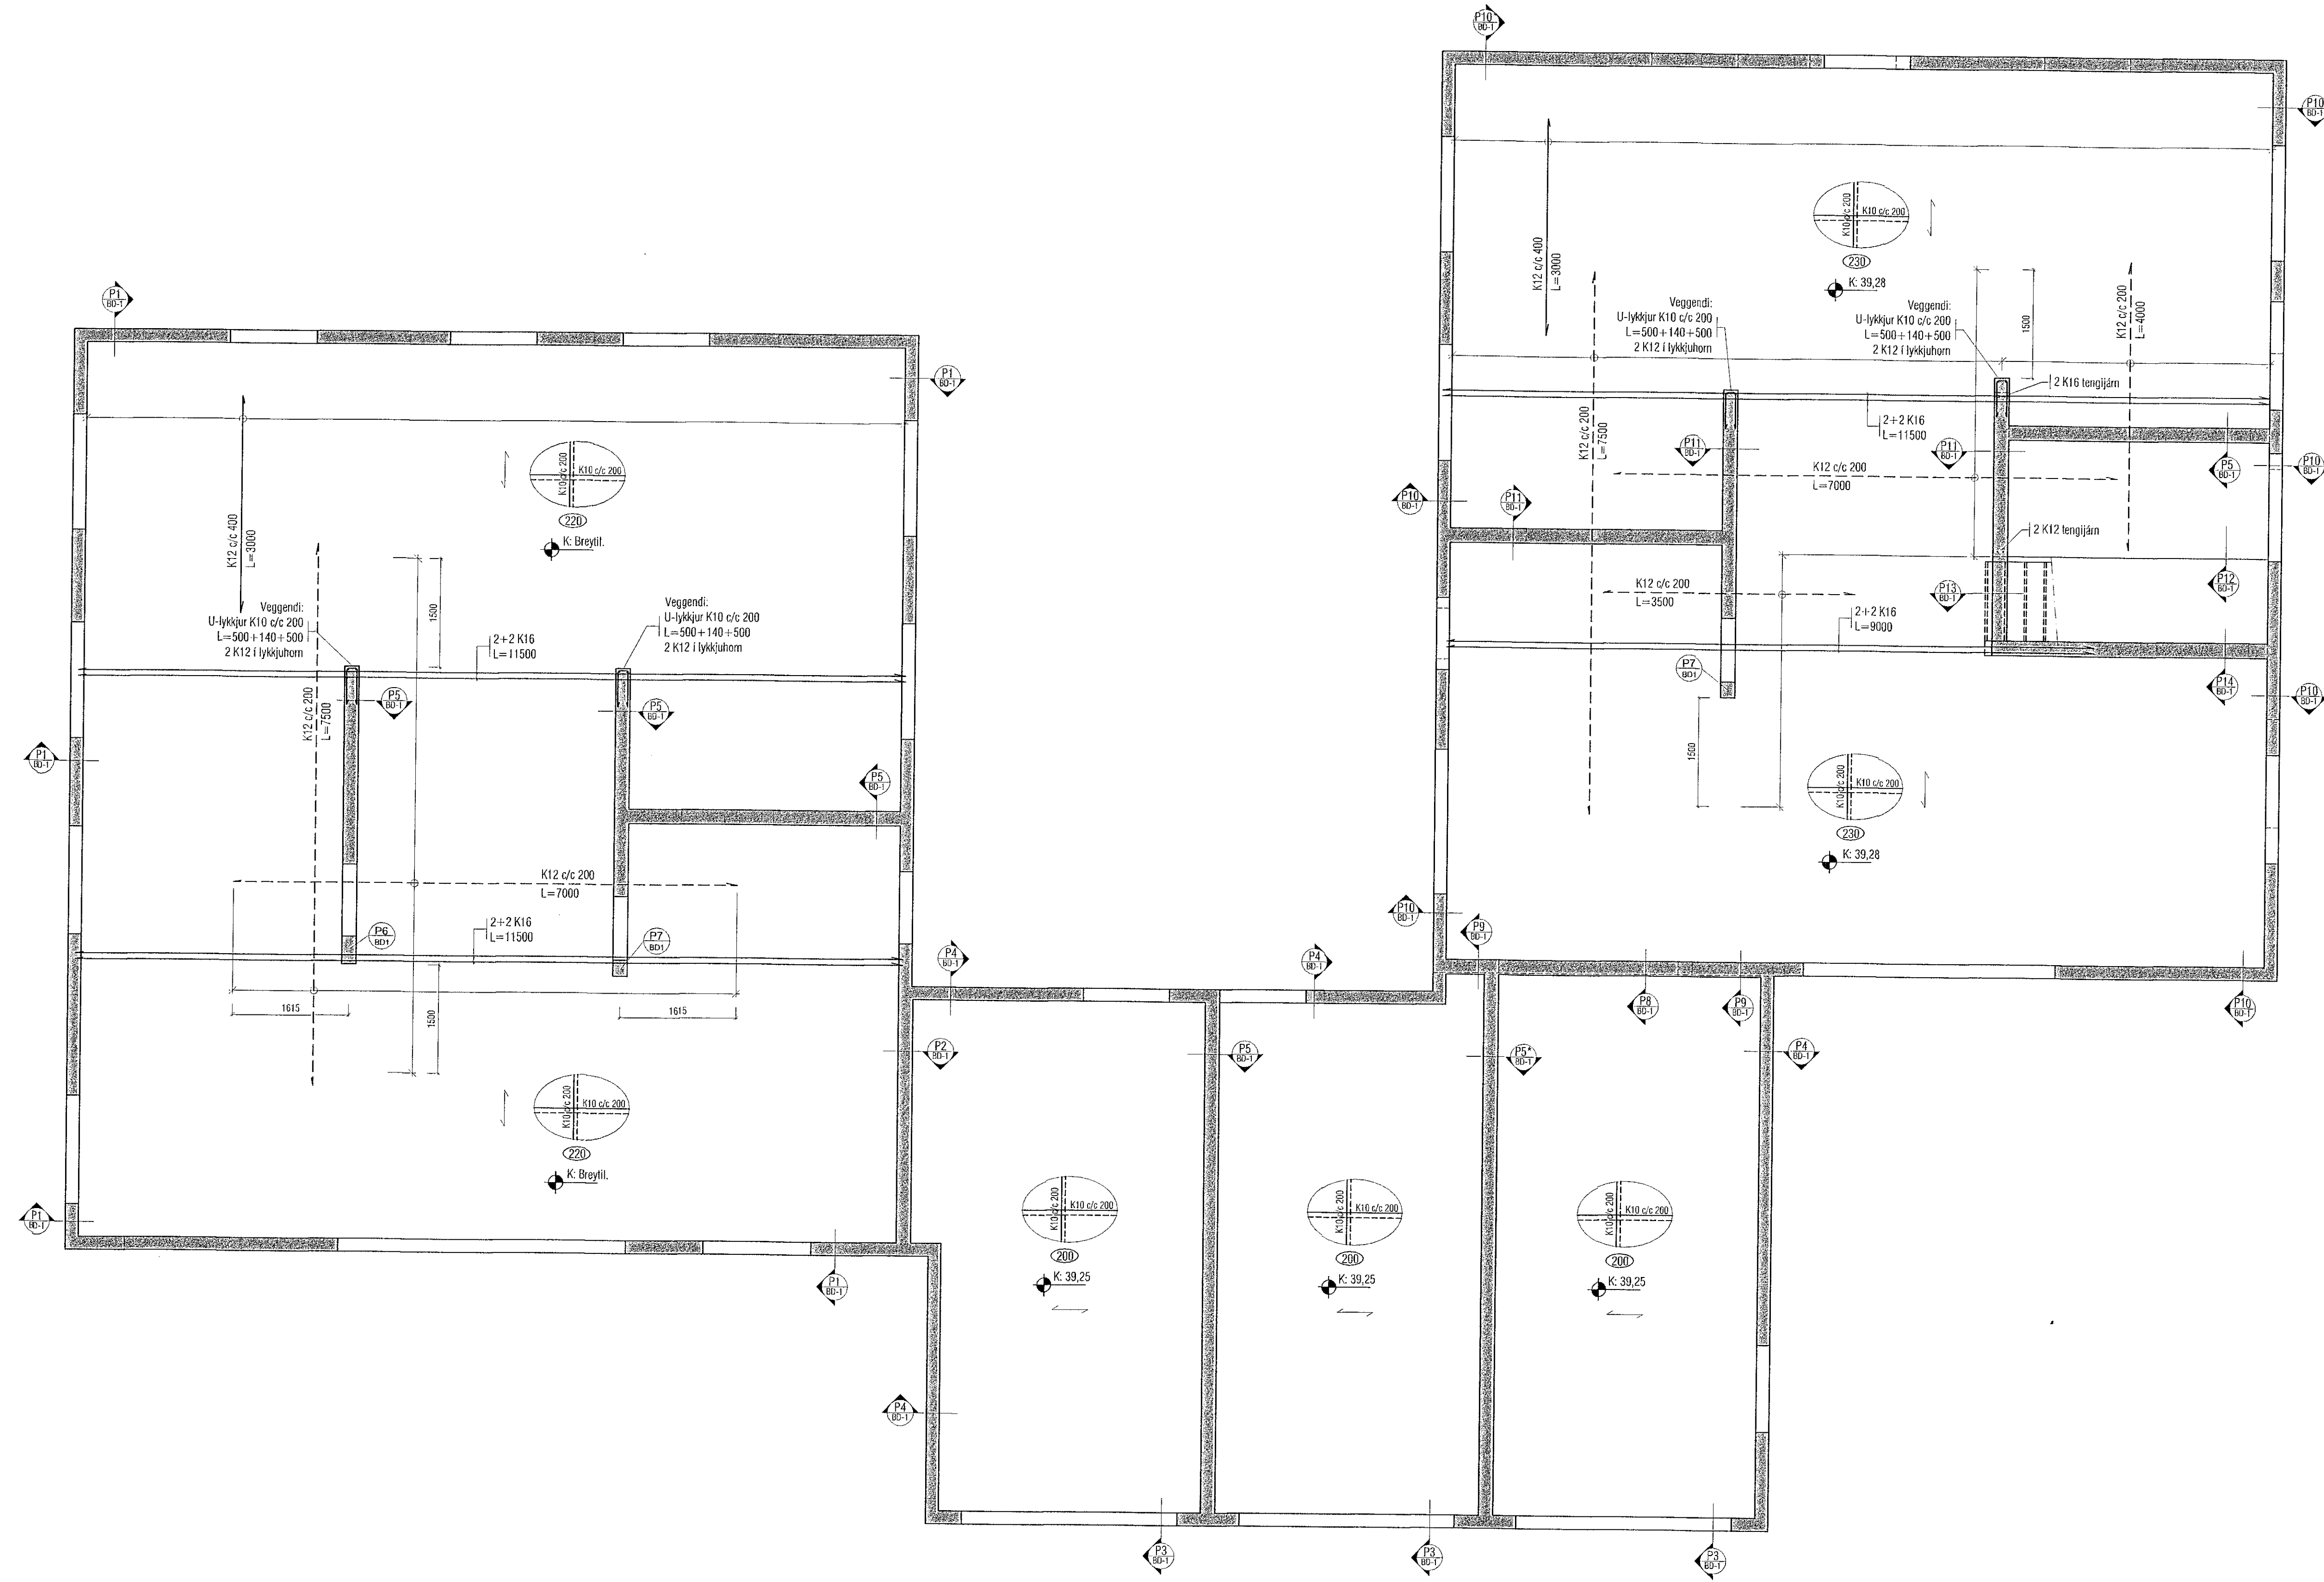 P10
BD-1
P10
BD-1
K12 c/c 400
L=3000
K10 c/c 200
K10 c/c 200
230
K: 39,28
Veggendi:
U-lykkjur K10 c/c 200
L=500+140+500
2 K12 í lykkjuhorn
Veggendi:
U-lykkjur K10 c/c 200
L=500+140+500
2 K12 í lykkjuhorn
1500
K12 c/c 200
L=4000
2 K16 tengijárn
K12 c/c 200
L=7500
2+2 K16
L=11500
P11
BD-1
P11
BD-1
K12 c/c 200
L=7000
P5
BD-1
P10
BD-1
P10
BD-1
P11
BD-1
2 K12 tengijárn
K12 c/c 200
L=3500
P13
BD-1
P12
BD-1
2+2 K16
L=9000
P7
BD1
P14
BD-1
P10
BD-1
1500
K10 c/c 200
K10 c/c 200
230
K: 39,28
P10
BD-1
P9
BD-1
P8
BD-1
P9
BD-1
P10
BD-1
P1
BD-1
P1
BD-1
K10 c/c 200
K10 c/c 200
220
K: Breytil.
K12 c/c 400
L=3000
Veggendi:
U-lykkjur K10 c/c 200
L=500+140+500
2 K12 í lykkjuhorn
1500
Veggendi:
U-lykkjur K10 c/c 200
L=500+140+500
2 K12 í lykkjuhorn
2+2 K16
L=11500
K12 c/c 200
L=7500
P5
BD-1
P5
BD-1
P1
BD-1
P5
BD-1
K12 c/c 200
L=7000
2+2 K16
L=11500
P6
BD1
P7
BD1
1615
1500
1615
P4
BD-1
P4
BD-1
P2
BD-1
P5
BD-1
P5*
BD-1
P4
BD-1
K10 c/c 200
K10 c/c 200
220
K: Breytil.
P1
BD-1
P1
BD-1
K10 c/c 200
K10 c/c 200
200
K: 39,25
K10 c/c 200
K10 c/c 200
200
K: 39,25
K10 c/c 200
K10 c/c 200
200
K: 39,25
P4
BD-1
P3
BD-1
P3
BD-1
P3
BD-1